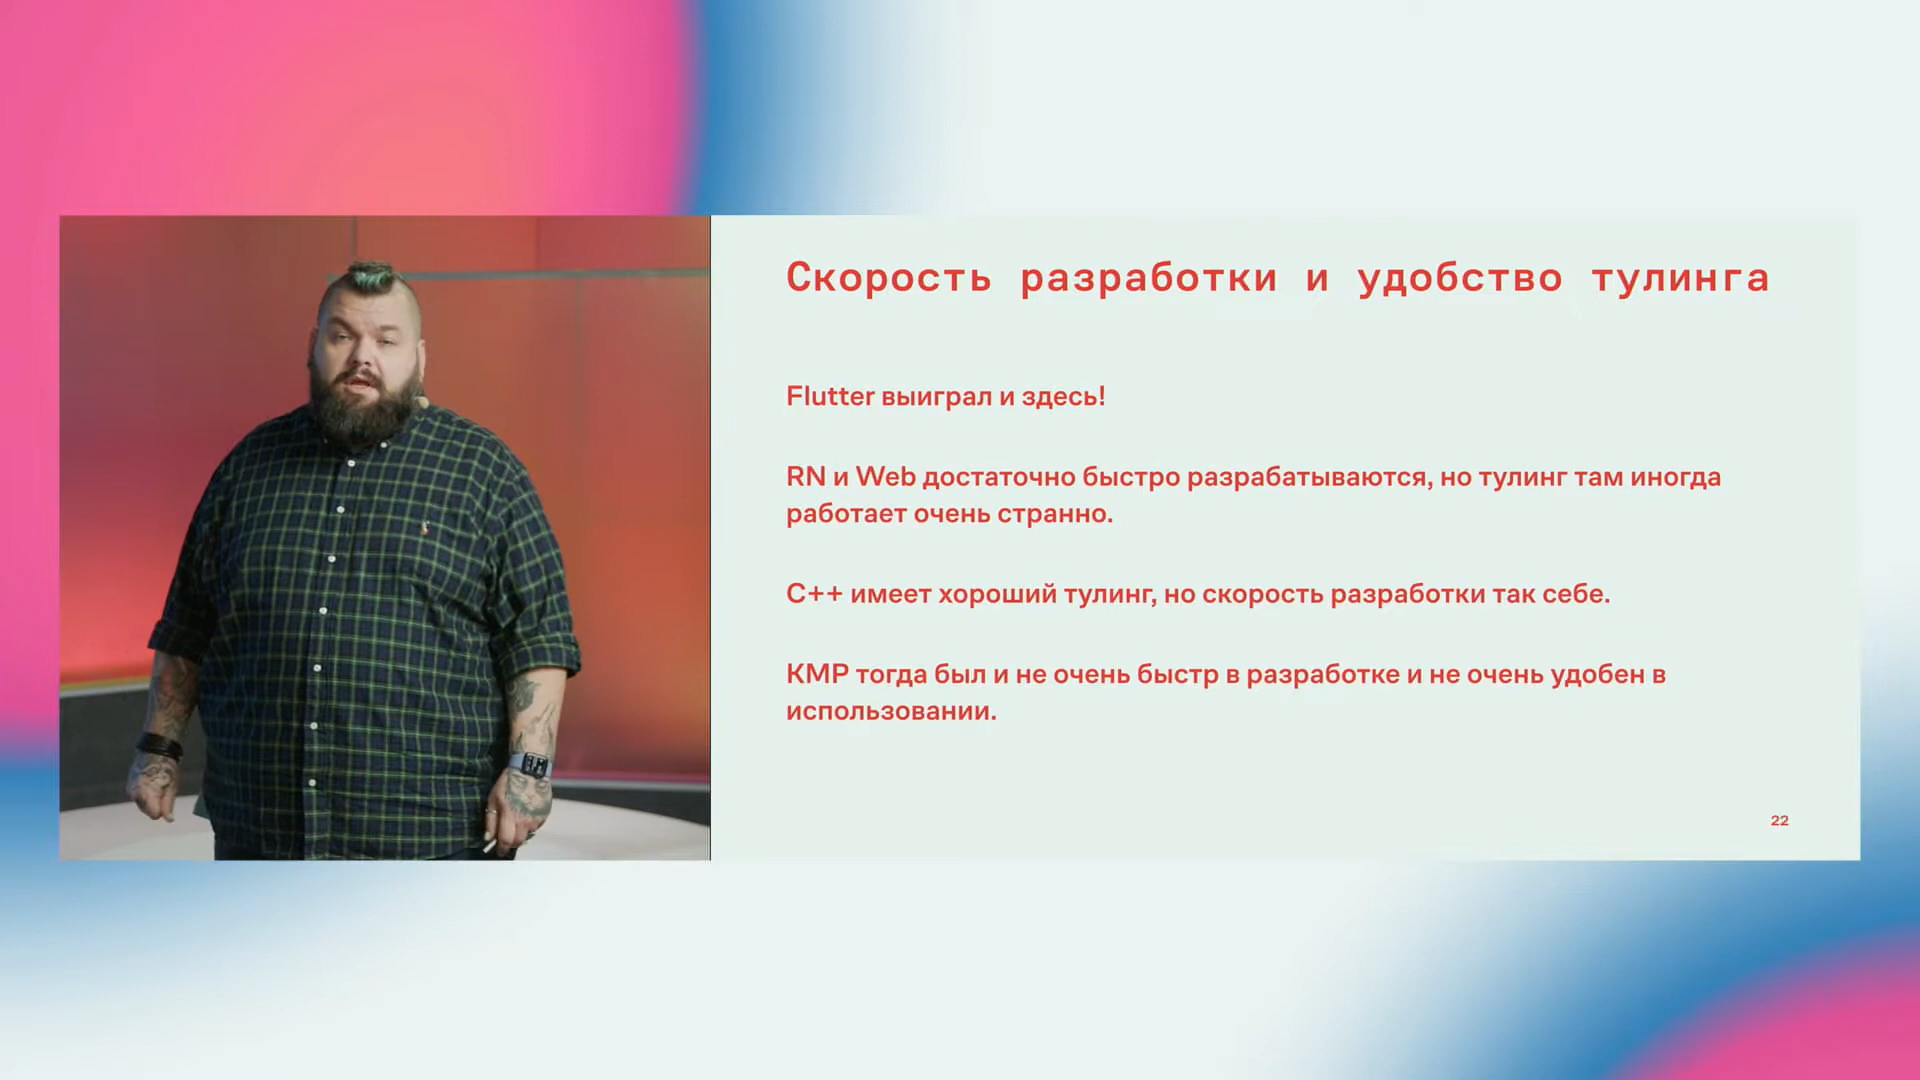 Скорость разработки и удобство тулинга
Flutter выиграл и здесь!
RN и Web достаточно быстро разрабатываются, но тулинг там иногда
работает очень странно.
C++ имеет хороший тулинг, но скорость разработки так себе.
KMP тогда был и не очень быстр в разработке и не очень удобен в
использовании.
22